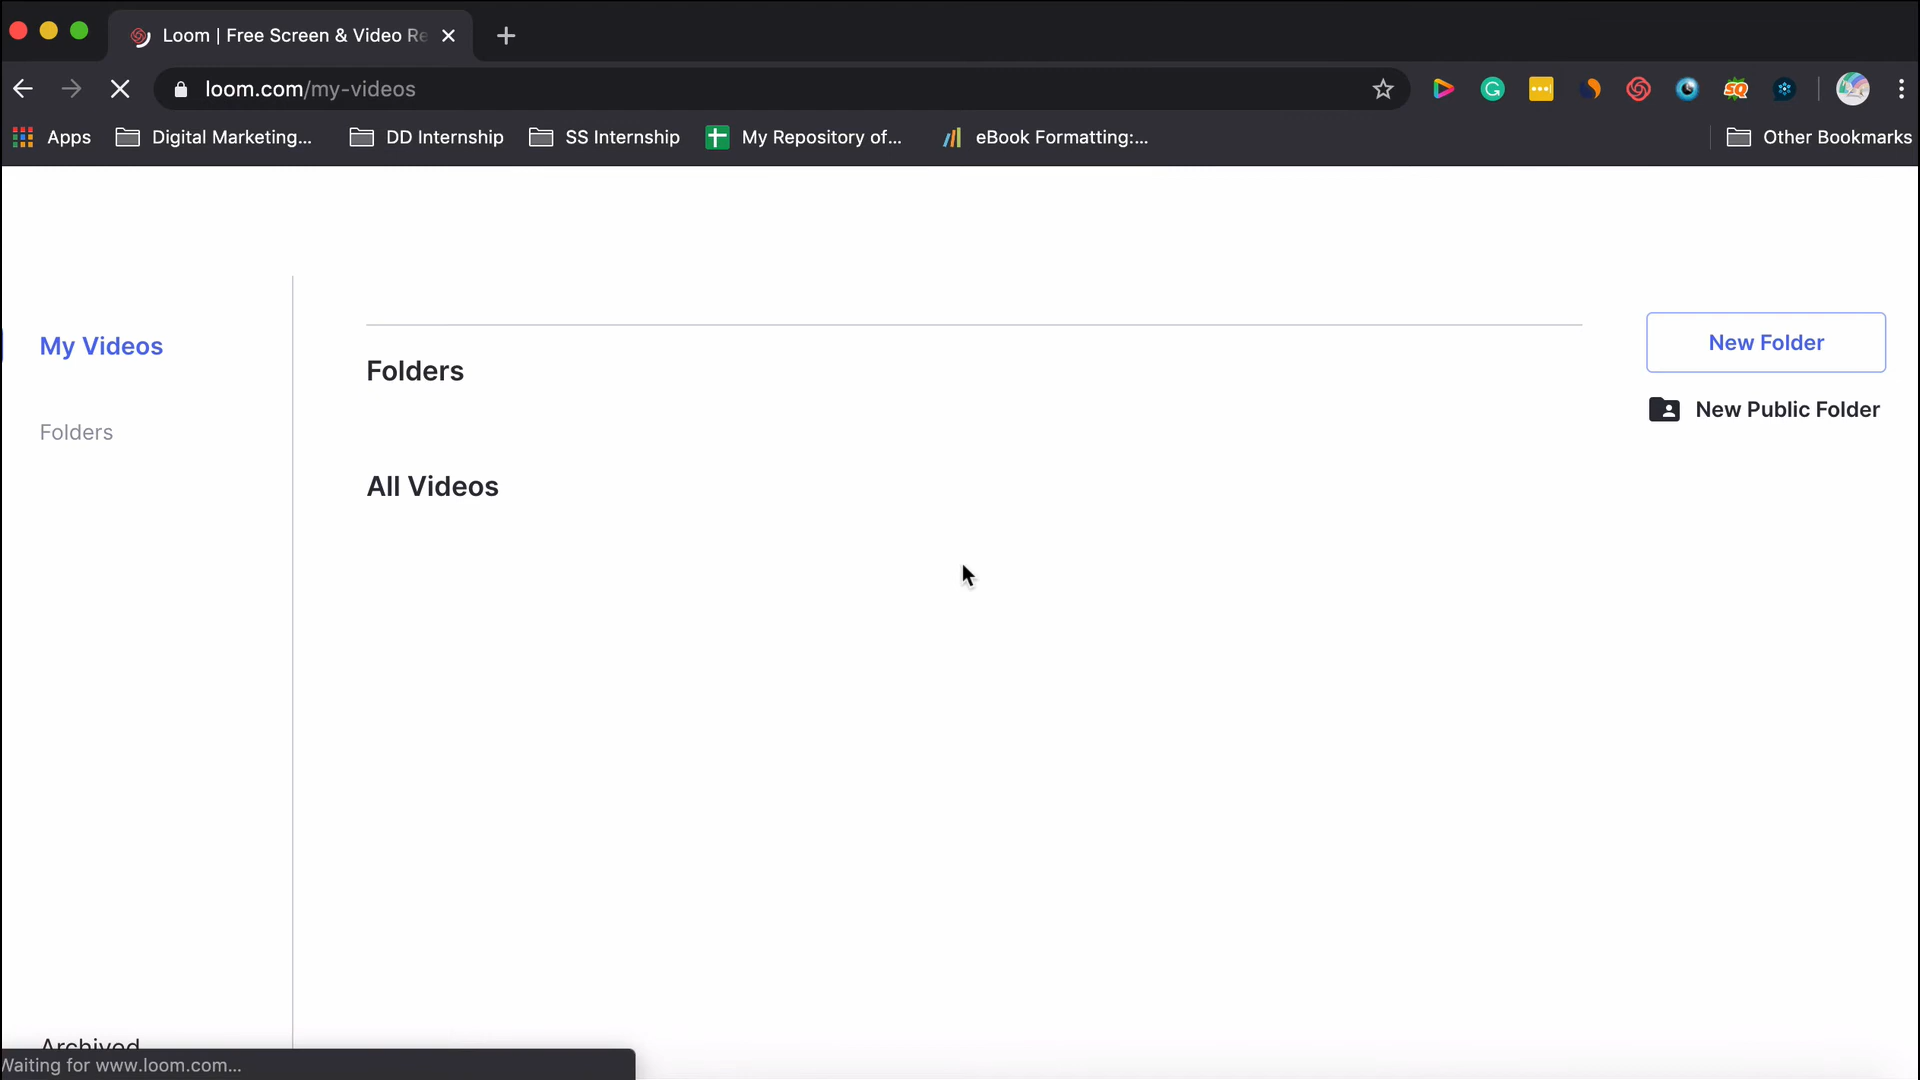 Loom | Free Screen & Video Re
loom.com/my-videos
Apps
Digital Marketing...
DD Internship
SS Internship
My Repository of...
eBook Formatting:...
Other Bookmarks
My Videos
Folders
Folders
All Videos
New Folder
New Public Folder
Archived
Waiting for www.loom.com...